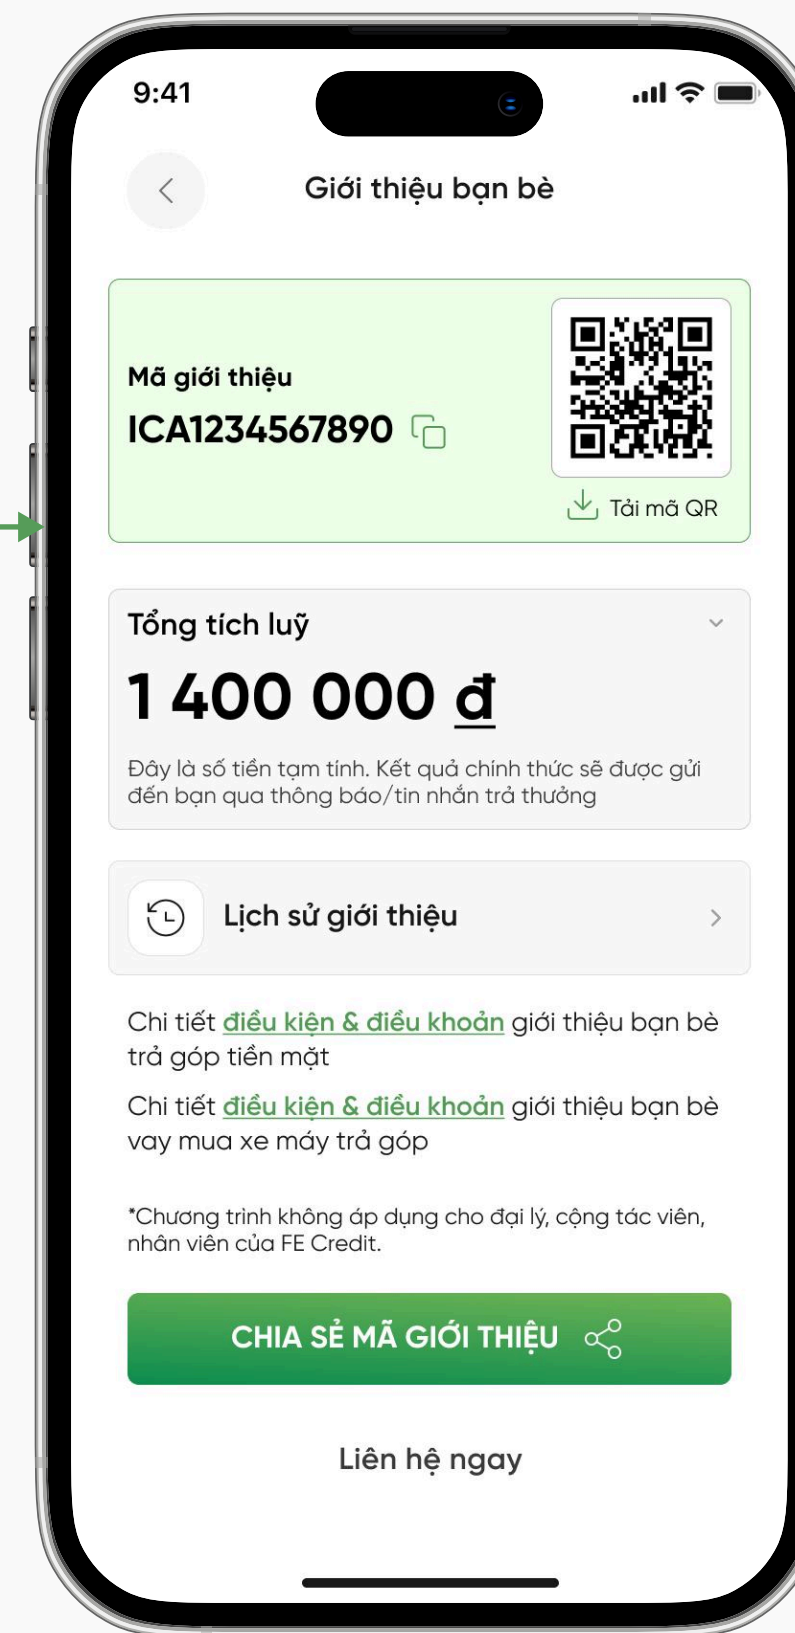 9:41
Giới thiệu bạn bè
Mã giới thiệu
ICA1234567890
Tải mã QR
Tổng tích luỹ
1 400 000 đ
Đây là số tiền tạm tính. Kết quả chính thức sẽ được gửi
đến bạn qua thông báo/tin nhắn trả thưởng
Lịch sử giới thiệu
Chi tiết điều kiện & điều khoản giới thiệu bạn bè
trả góp tiền mặt
Chi tiết điều kiện & điều khoản giới thiệu bạn bè
vay mua xe máy trả góp
*Chương trình không áp dụng cho đại lý, cộng tác viên,
nhân viên của FE Credit.
CHIA SẺ MÃ GIỚI THIỆU
Liên hệ ngay